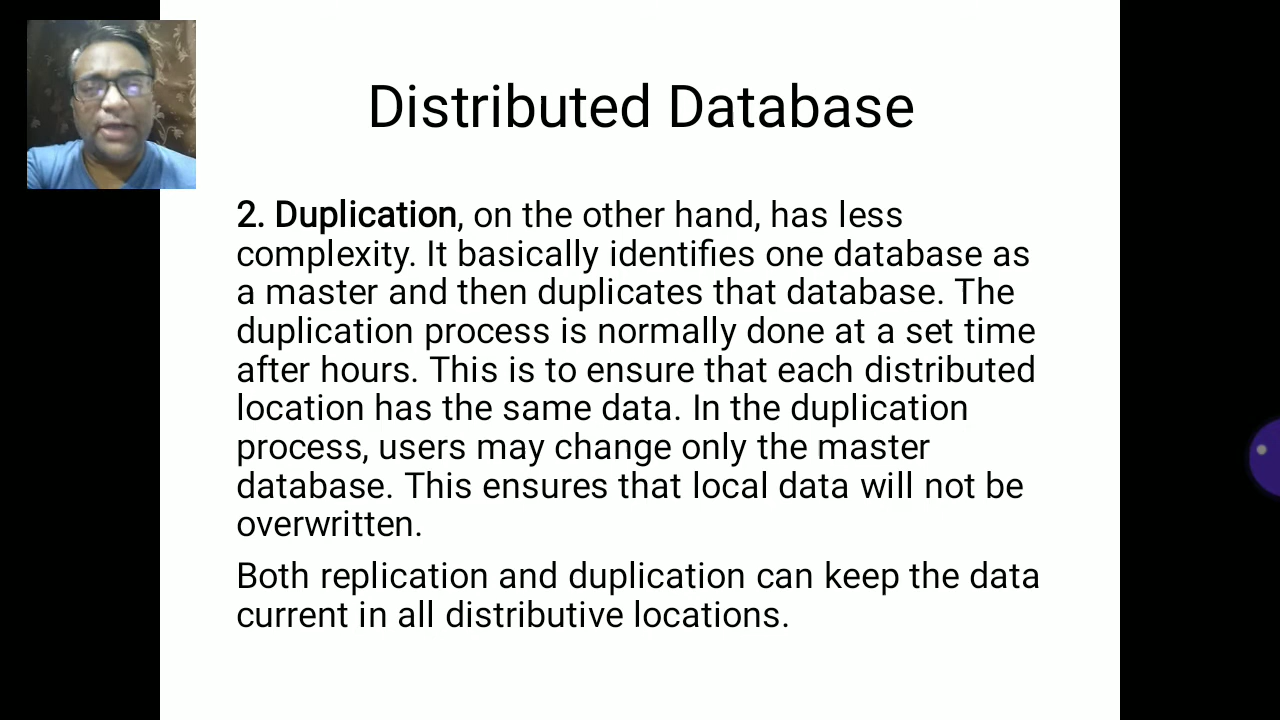 Distributed Database
2. Duplication, on the other hand, has less
complexity. It basically identifies one database as
a master and then duplicates that database. The
duplication process is normally done at a set time
after hours. This is to ensure that each distributed
location has the same data. In the duplication
process, users may change only the master
database. This ensures that local data will not be
overwritten.
Both replication and duplication can keep the data
current in all distributive locations.